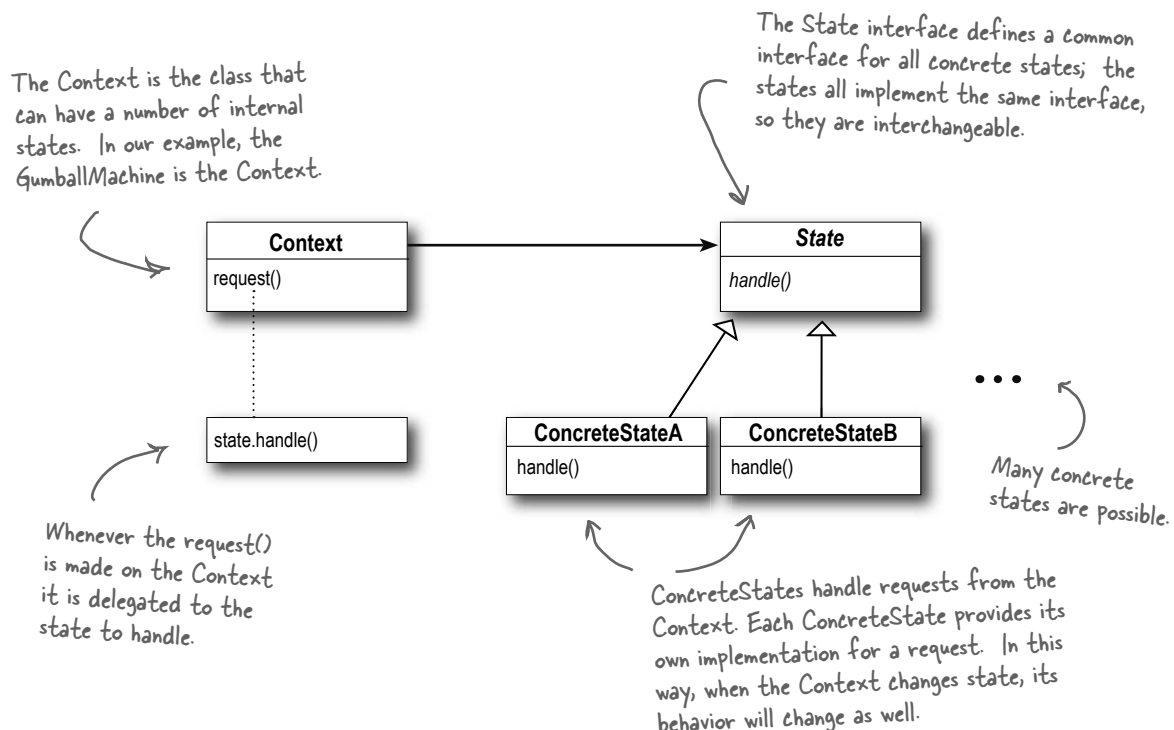 The State interface defines a common
interface for all concrete states; the
states all implement the same interface,
so they are interchangeable.
The Context is the class that
can have a number of internal
states. In our example, the
GumballMachine is the Context.
Context
request()
State
handle()
state.handle()
ConcreteStateA
handle()
ConcreteStateB
handle()
Many concrete
states are possible.
Whenever the request()
is made on the Context
it is delegated to the
state to handle.
ConcreteStates handle requests from the
Context. Each ConcreteState provides its
own implementation for a request. In this
way, when the Context changes state, its
behavior will change as well.